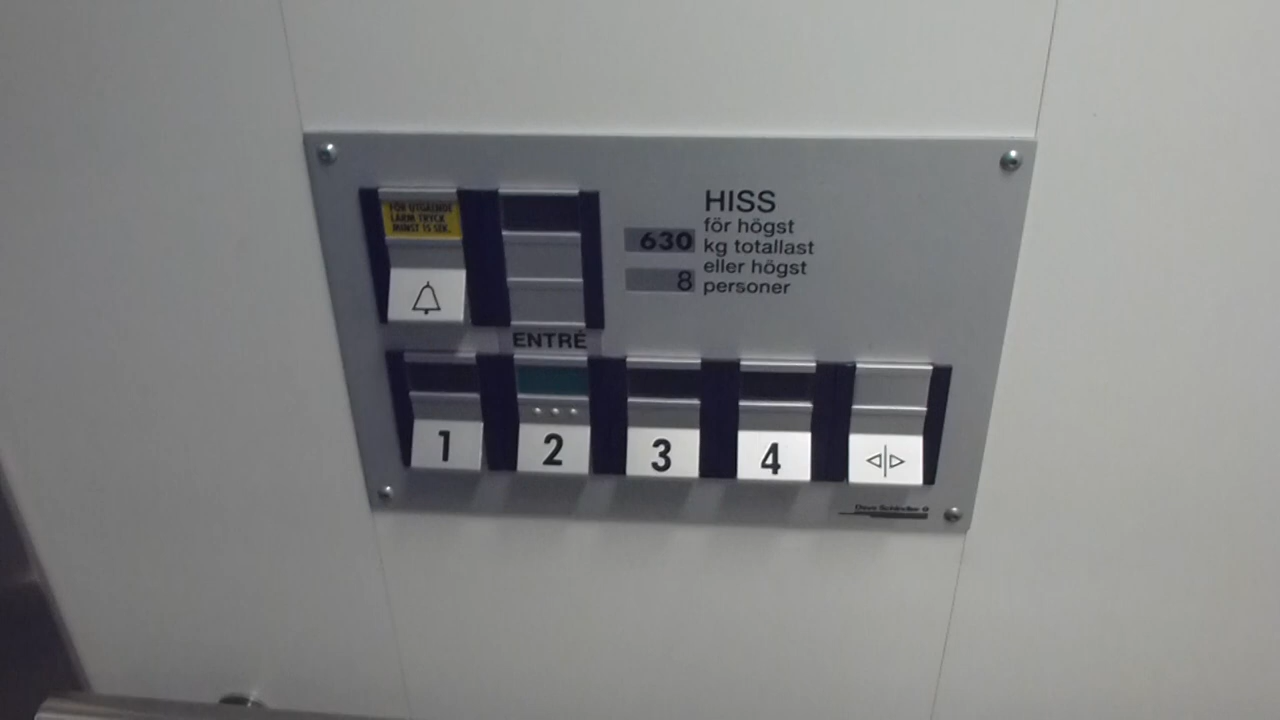 FÖR UTGÅENDE
LARM TRYCK
MINST 15 SEK.
HISS
för högst
630 kg totallast
eller högst
8 personer
ENTRÉ
1 2 3 4
Schindler